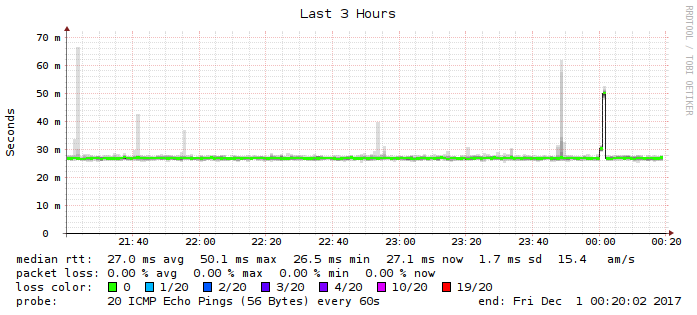 Last 3 Hours
RRDTOOL / TOBI OETIKER
Seconds
70 m
60 m
50 m
40 m
30 m
20 m
10 m
0
21:40 22:00 22:20 22:40 23:00 23:20 23:40 00:00 00:20
median rtt: 27.0 ms avg 50.1 ms max 26.5 ms min 27.1 ms now 1.7 ms sd 15.4 am/s
packet loss: 0.00 % avg 0.00 % max 0.00 % min 0.00 % now
loss color: 0 1/20 2/20 3/20 4/20 10/20 19/20
probe: 20 ICMP Echo Pings (56 Bytes) every 60s end: Fri Dec 1 00:20:02 2017